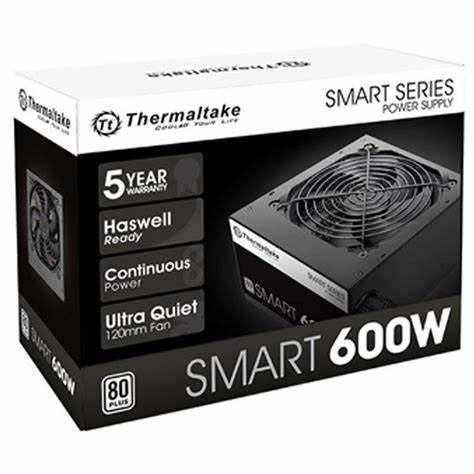 Thermaltake
Thermaltake
COOLED YOUR LIFE
SMART SERIES
POWER SUPPLY
5 YEAR
WARRANTY
Haswell
Ready
Continuous
Power
Ultra Quiet
120mm Fan
Thermaltake
SMART SERIES
SMART 600W
80
PLUS
SMART 600W